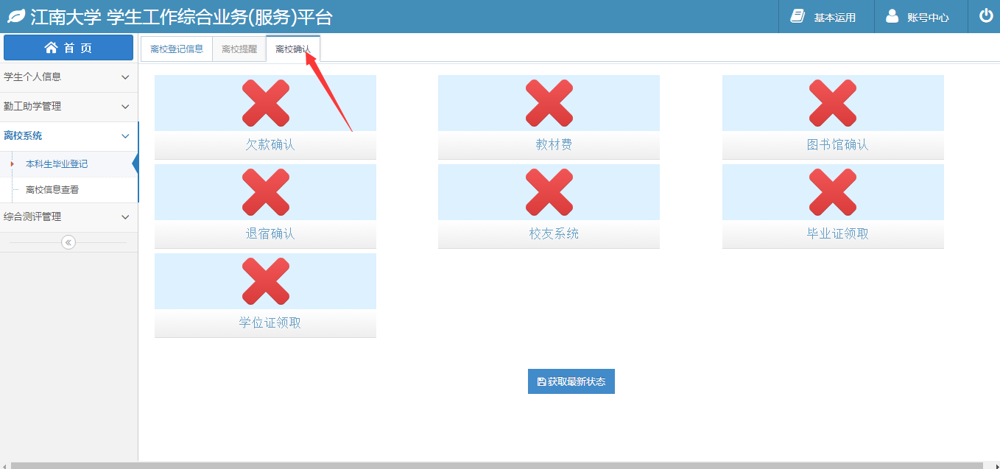 江南大学 学生工作综合业务(服务)平台
基本运用
账号中心
首 页
学生个人信息
勤工助学管理
离校系统
本科生毕业登记
离校信息查看
综合测评管理
离校登记信息
离校提醒
离校确认
欠款确认
教材费
图书馆确认
退宿确认
校友系统
毕业证领取
学位证领取
获取最新状态